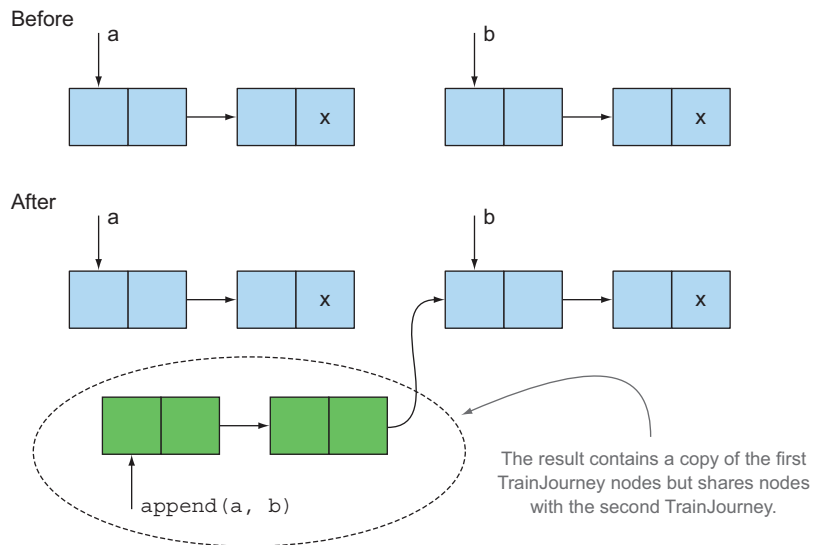 Before
a
b
x
x
After
a
b
x
x
append(a, b)
The result contains a copy of the first
TrainJourney nodes but shares nodes
with the second TrainJourney.